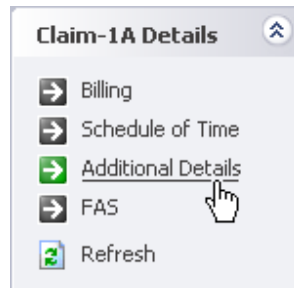 Claim-1A Details
Billing
Schedule of Time
Additional Details
FAS
Refresh